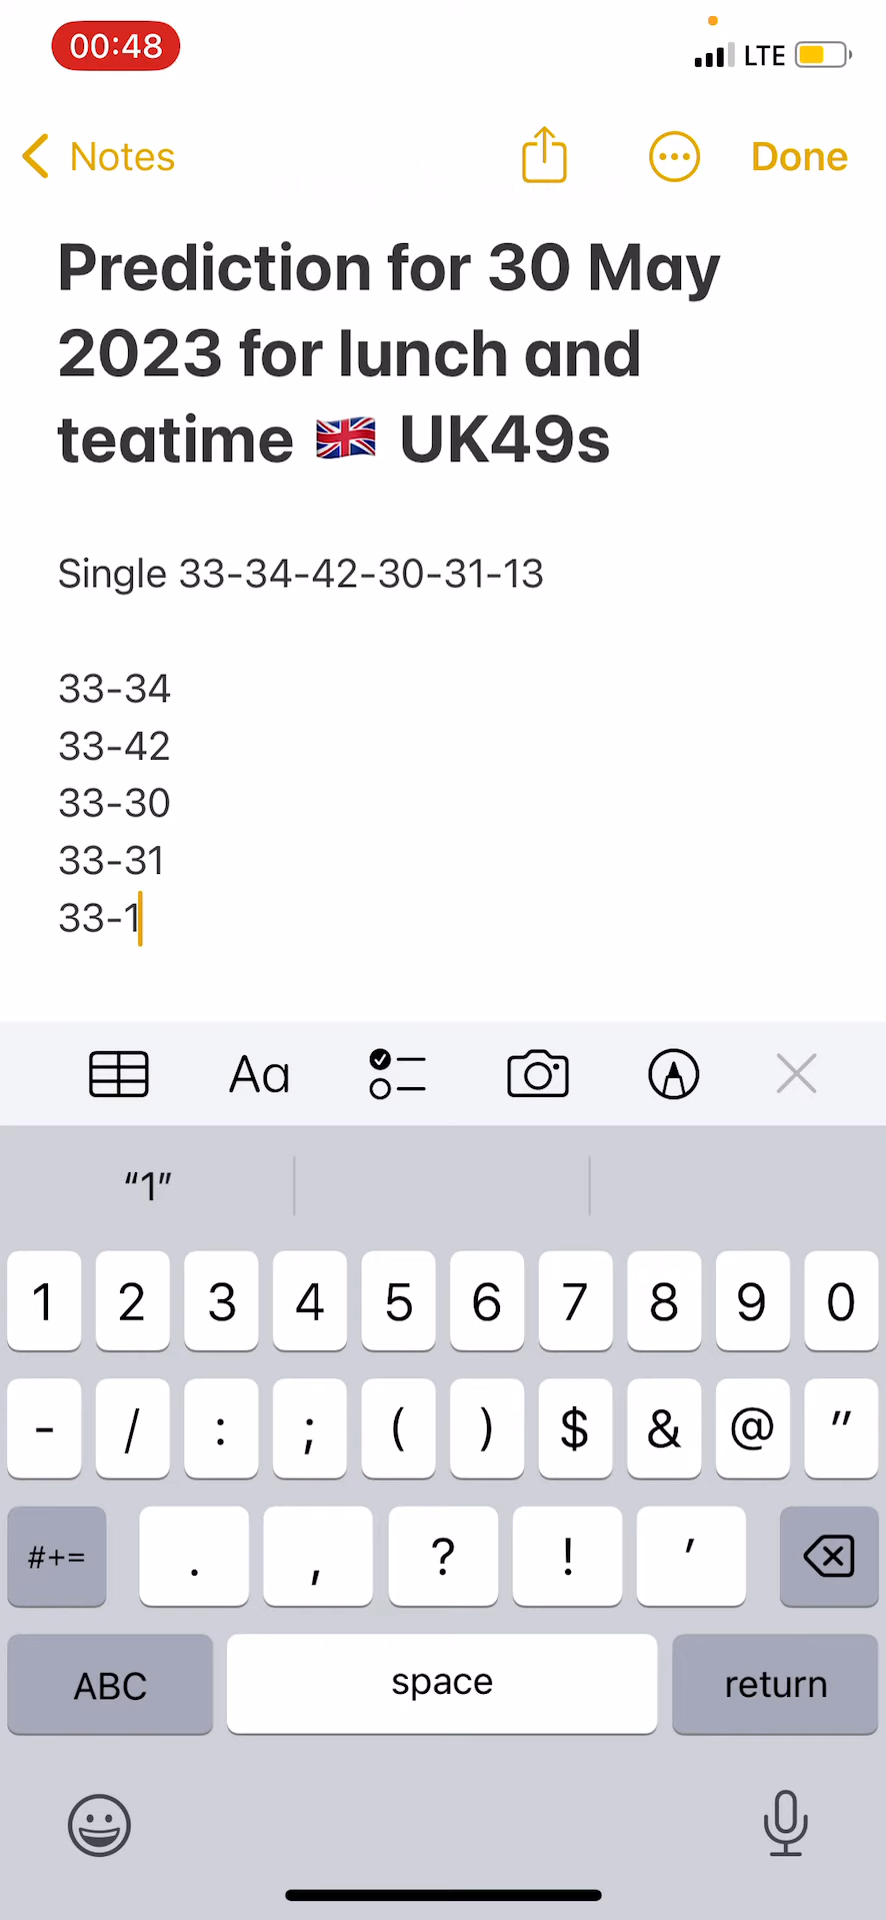 00:48
LTE
Notes
Done
Prediction for 30 May
2023 for lunch and
teatime 🇬🇧 UK49s
Single 33-34-42-30-31-13
33-34
33-42
33-30
33-31
33-1
Aa
“1”
1 2 3 4 5 6 7 8 9 0
- / : ; ( ) $ & @ "
#+= . , ? ! '
ABC space return